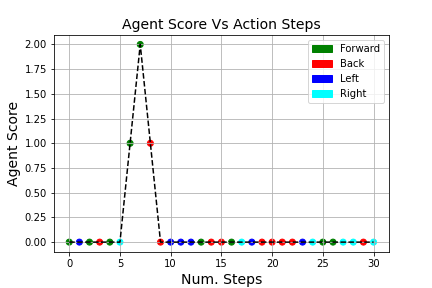 Agent Score Vs Action Steps
2.00
1.75
1.50
1.25
1.00
0.75
0.50
0.25
0.00
Agent Score
Forward
Back
Left
Right
0 5 10 15 20 25 30
Num. Steps